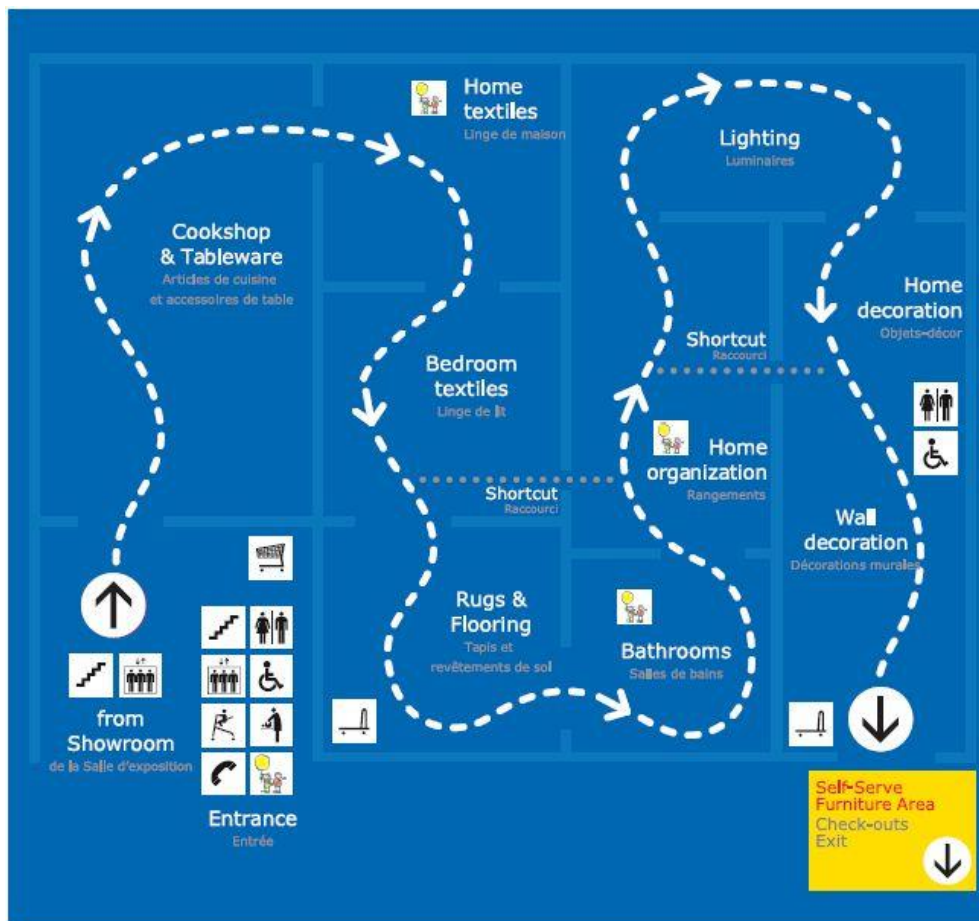 Home
textiles
Linge de maison
Lighting
Luminaires
Cookshop
& Tableware
Articles de cuisine
et accessoires de table
Home
decoration
Objets-décor
Shortcut
Raccourci
Bedroom
textiles
Linge de lit
Home
organization
Rangements
Shortcut
Raccourci
Wall
decoration
Décorations murales
Rugs &
Flooring
Tapis et
revêtements de sol
Bathrooms
Salles de bains
from
Showroom
de la Salle d'exposition
Entrance
Entrée
Self-Serve
Furniture Area
Check-outs
Exit